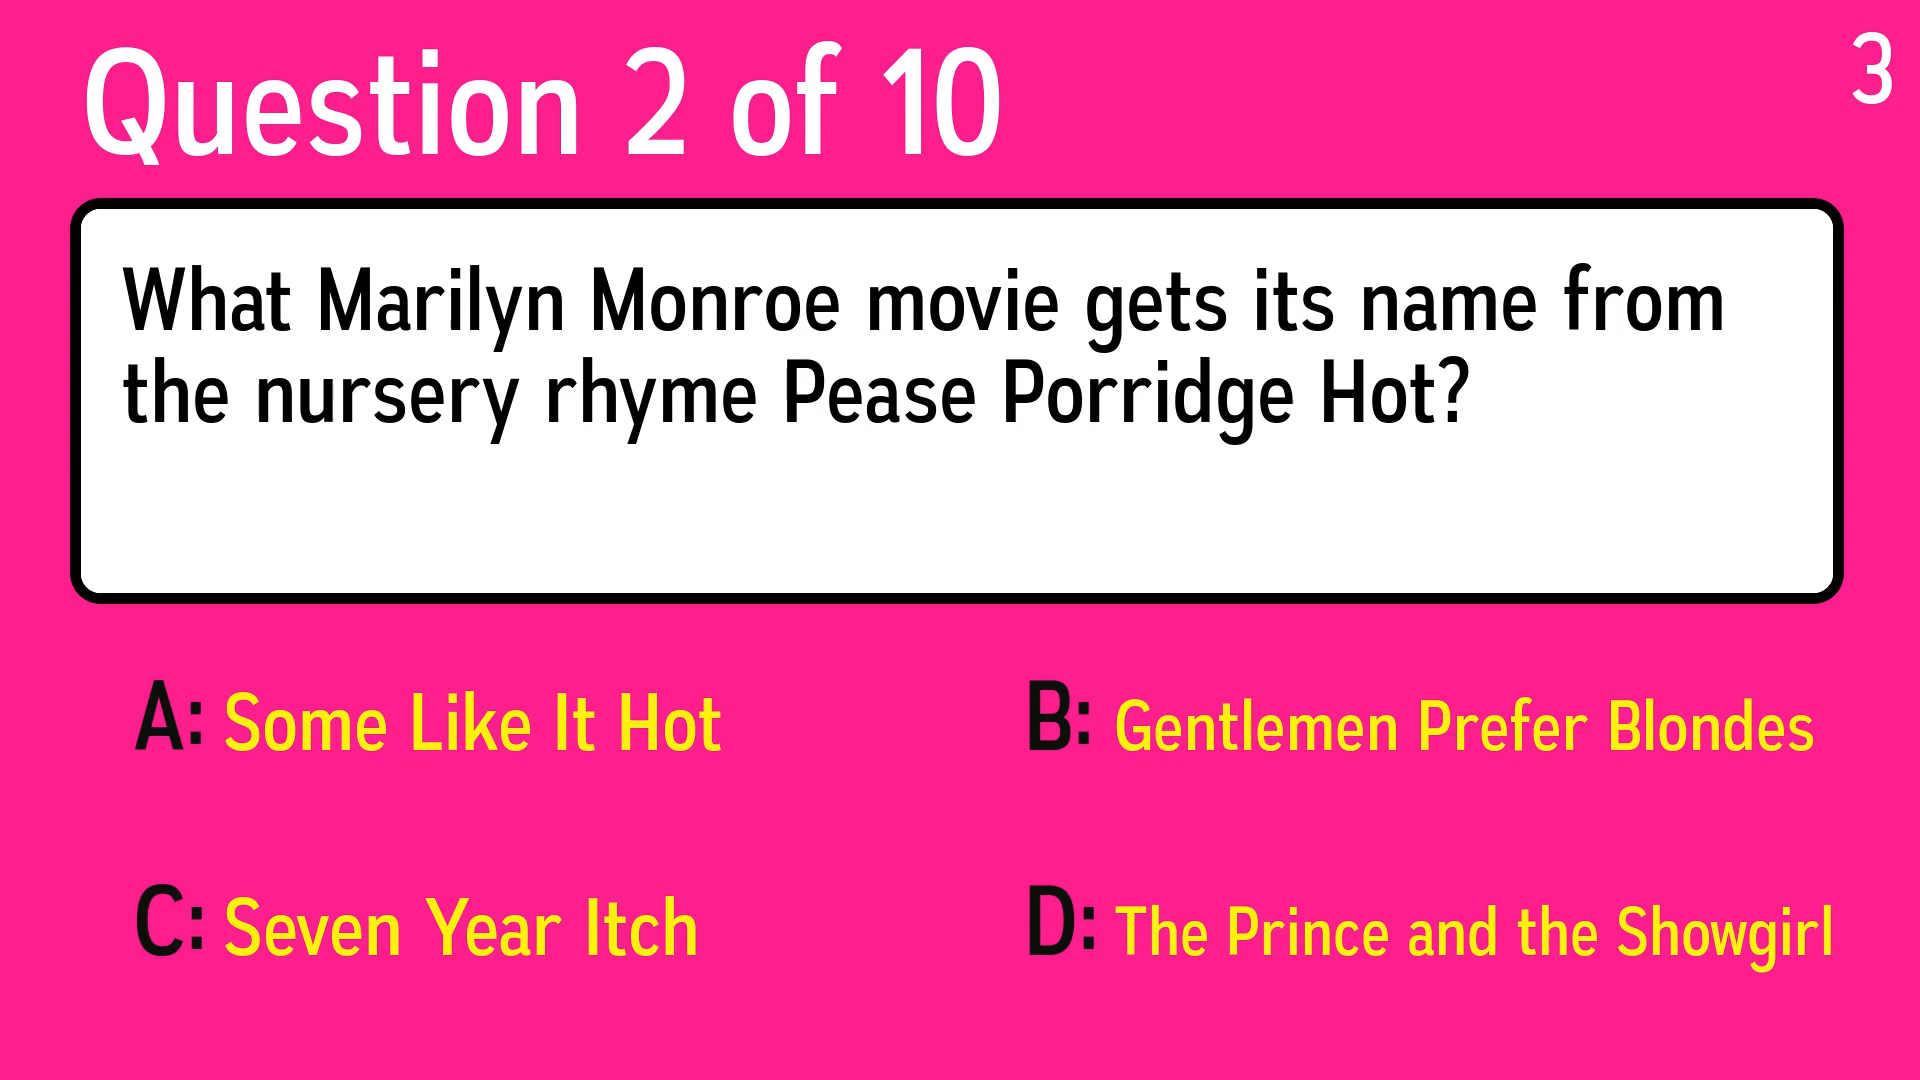 Question 2 of 10
3
What Marilyn Monroe movie gets its name from
the nursery rhyme Pease Porridge Hot?
A: Some Like It Hot
B: Gentlemen Prefer Blondes
C: Seven Year Itch
D: The Prince and the Showgirl